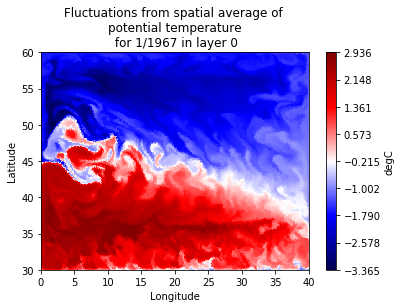 Fluctuations from spatial average of
potential temperature
for 1/1967 in layer 0
60
55
50
45
40
35
30
Latitude
0 5 10 15 20 25 30 35 40
Longitude
2.936
2.148
1.361
0.573
−0.215
−1.002
−1.790
−2.578
−3.365
degC